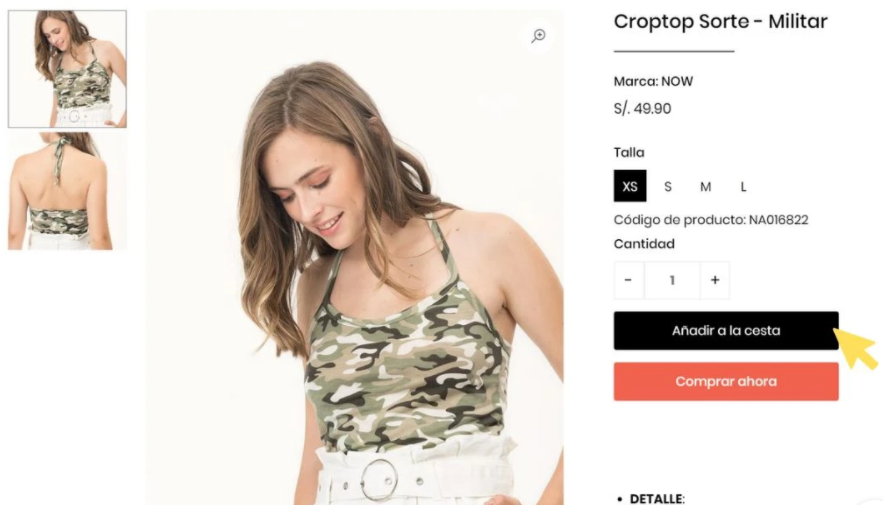 Croptop Sorte - Militar
Marca: NOW
S/. 49.90
Talla
XS S M L
Código de producto: NA016822
Cantidad
- 1 +
Añadir a la cesta
Comprar ahora
• DETALLE: